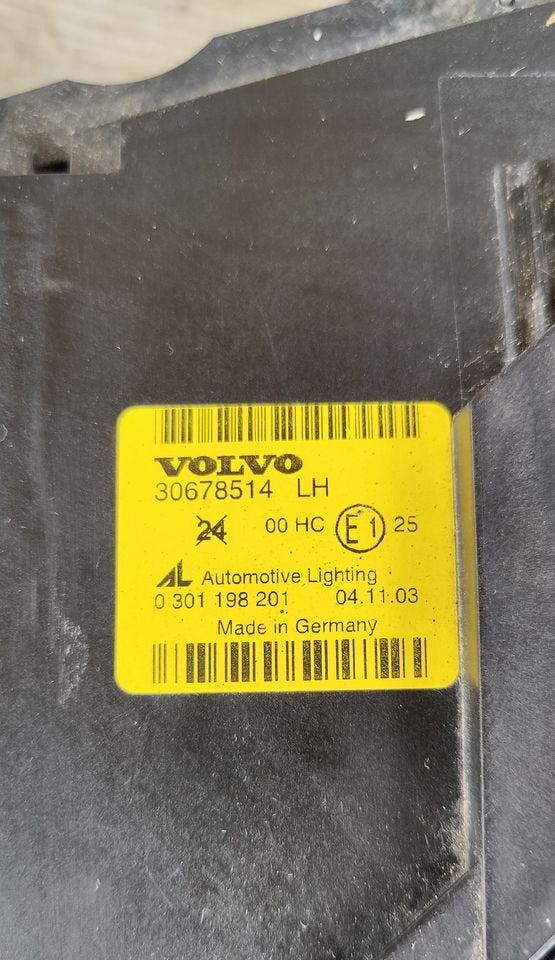 VOLVO
30678514 LH
24 00 HC E1 25
AL Automotive Lighting
0 301 198 201 04.11.03
Made in Germany